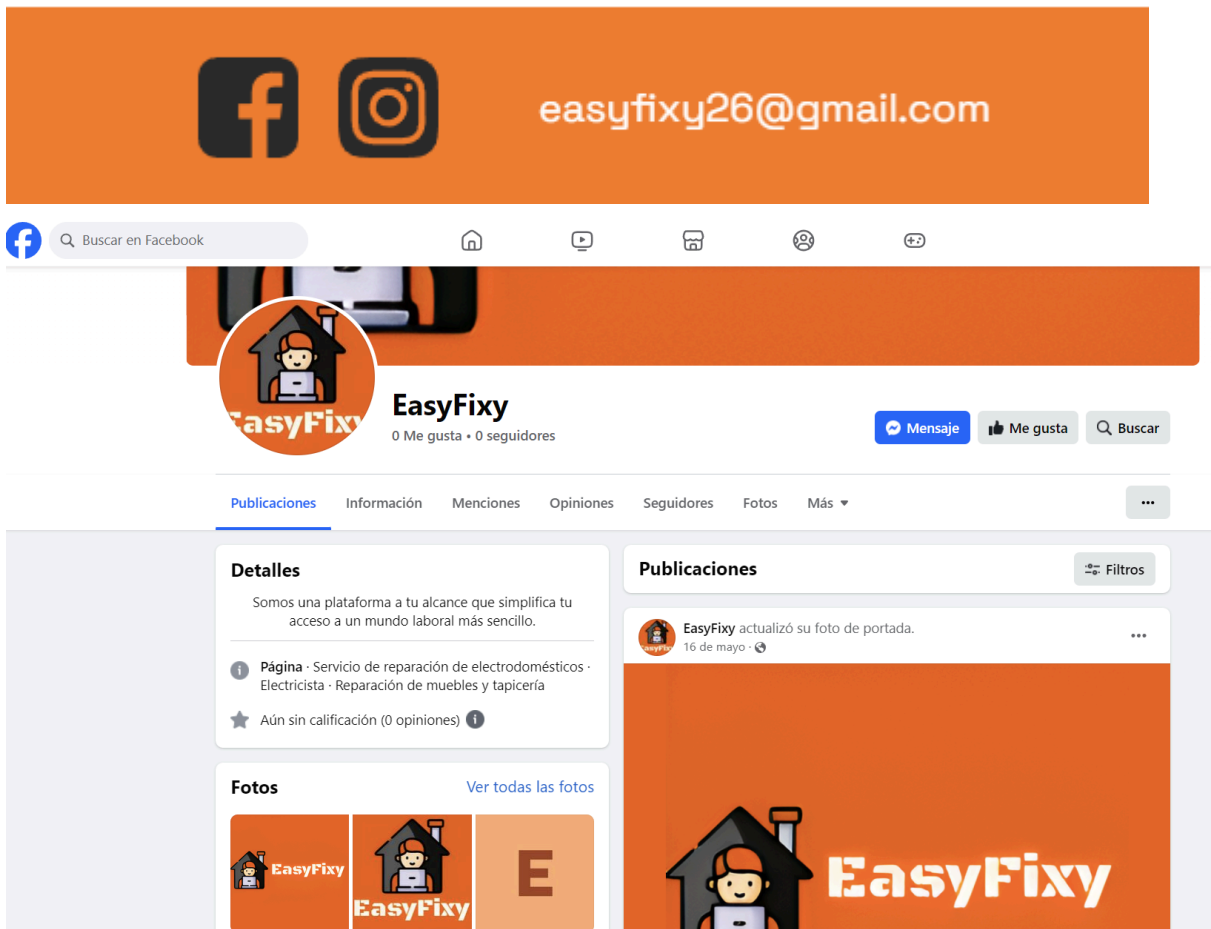 easyfixy26@gmail.com
Buscar en Facebook
EasyFixy
EasyFixy
0 Me gusta • 0 seguidores
Mensaje
Me gusta
Buscar
Publicaciones
Información
Menciones
Opiniones
Seguidores
Fotos
Más
Detalles
Somos una plataforma a tu alcance que simplifica tu
acceso a un mundo laboral más sencillo.
Página · Servicio de reparación de electrodomésticos ·
Electricista · Reparación de muebles y tapicería
Aún sin calificación (0 opiniones)
Fotos
Ver todas las fotos
EasyFixy
EasyFixy
E
Publicaciones
Filtros
EasyFixy actualizó su foto de portada.
EasyFixy
16 de mayo ·
EasyFixy